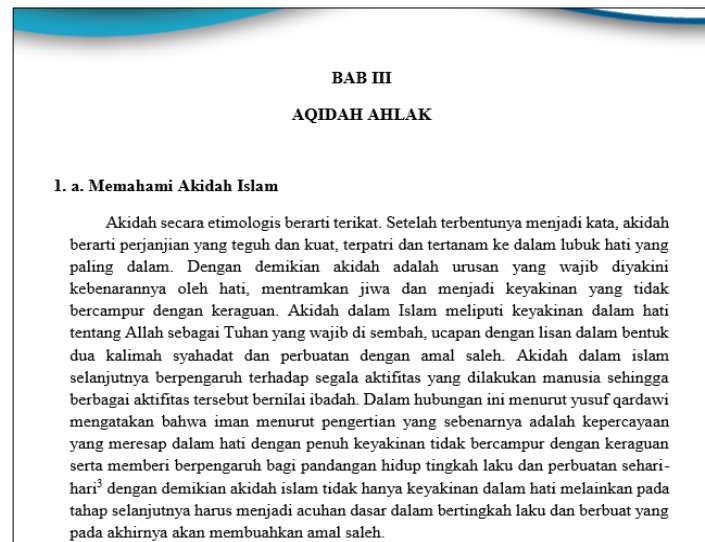 BAB III
AQIDAH AHLAK
1. a. Memahami Akidah Islam
Akidah secara etimologis berarti terikat. Setelah terbentunya menjadi kata, akidah
berarti perjanjian yang teguh dan kuat, terpatri dan tertanam ke dalam lubuk hati yang
paling dalam. Dengan demikian akidah adalah urusan yang wajib diyakini
kebenarannya oleh hati, mentramkan jiwa dan menjadi keyakinan yang tidak
bercampur dengan keraguan. Akidah dalam Islam meliputi keyakinan dalam hati
tentang Allah sebagai Tuhan yang wajib di sembah, ucapan dengan lisan dalam bentuk
dua kalimah syahadat dan perbuatan dengan amal saleh. Akidah dalam islam
selanjutnya berpengaruh terhadap segala aktifitas yang dilakukan manusia sehingga
berbagai aktifitas tersebut bernilai ibadah. Dalam hubungan ini menurut yusuf qardawi
mengatakan bahwa iman menurut pengertian yang sebenarnya adalah kepercayaan
yang meresap dalam hati dengan penuh keyakinan tidak bercampur dengan keraguan
serta memberi berpengaruh bagi pandangan hidup tingkah laku dan perbuatan sehari-
hari³ dengan demikian akidah islam tidak hanya keyakinan dalam hati melainkan pada
tahap selanjutnya harus menjadi acuhan dasar dalam bertingkah laku dan berbuat yang
pada akhirnya akan membuahkan amal saleh.